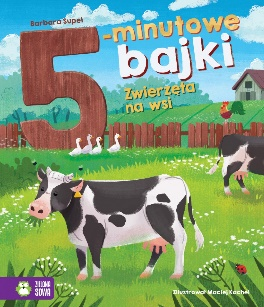 Barbara Supeł
5-minutowe
bajki
Zwierzęta
na wsi
ZIELONA
SOWA
Ilustrował Maciej Kachel